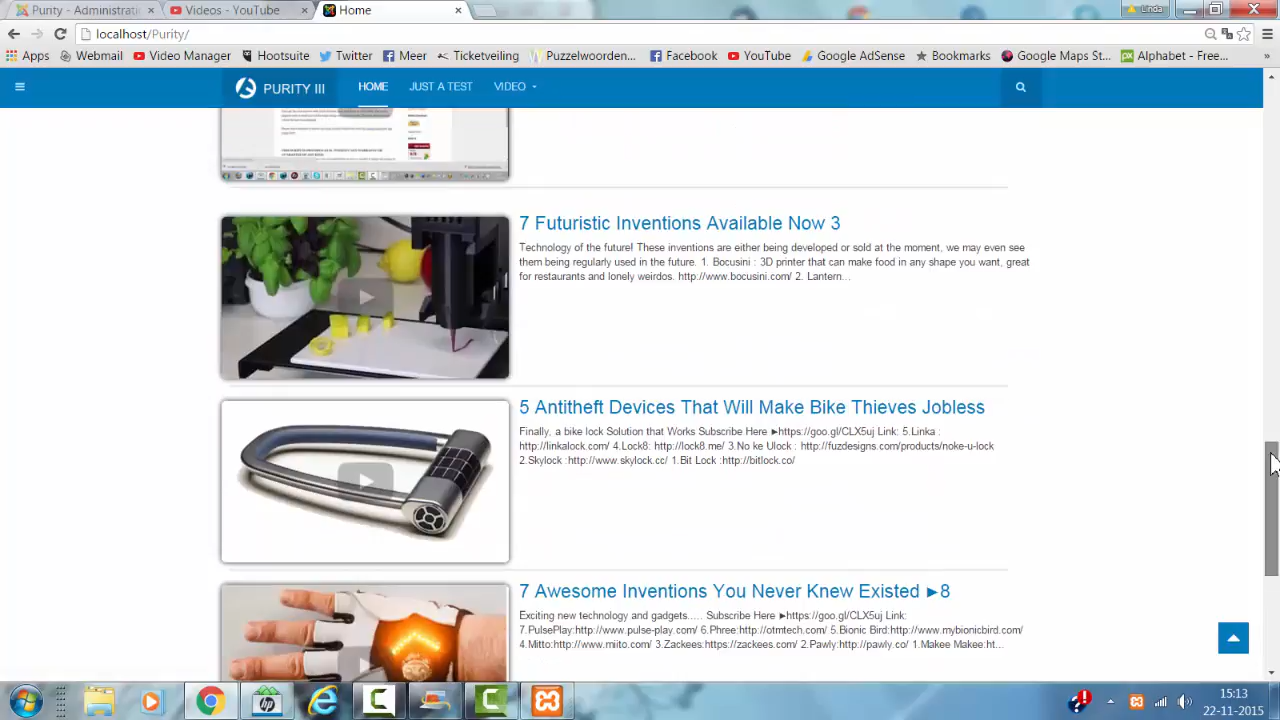 Purity - Administrati
Videos - YouTube
Home
Linda
localhost/Purity/
Apps
Webmail
Video Manager
Hootsuite
Twitter
Meer
Ticketveiling
Puzzelwoorden...
Facebook
YouTube
Google AdSense
Bookmarks
Google Maps St...
Alphabet - Free...
»
PURITY III
HOME
JUST A TEST
VIDEO
7 Futuristic Inventions Available Now 3
Technology of the future! These inventions are either being developed or sold at the moment, we may even see
them being regularly used in the future. 1. Bocusini : 3D printer that can make food in any shape you want, great
for restaurants and lonely weirdos. http://www.bocusini.com/ 2. Lantern...
5 Antitheft Devices That Will Make Bike Thieves Jobless
Finally, a bike lock Solution that Works Subscribe Here ►https://goo.gl/CLX5uj Link: 5.Linka :
http://linkalock.com/ 4.Lock8: http://lock8.me/ 3.No ke Ulock : http://fuzdesigns.com/products/noke-u-lock
2.Skylock :http://www.skylock.cc/ 1.Bit Lock :http://bitlock.co/
7 Awesome Inventions You Never Knew Existed ►8
Exciting new technology and gadgets..... Subscribe Here ►https://goo.gl/CLX5uj Link:
7.PulsePlay:http://www.pulse-play.com/ 6.Phree:http://otmtech.com/ 5.Bionic Bird:http://www.mybionicbird.com/
4.Mitto:http://www.miito.com/ 3.Zackees.https://zackees.com/ 2.Pawly:http://pawly.co/ 1.Makee Makee:ht...
hp
15:13
22-11-2015